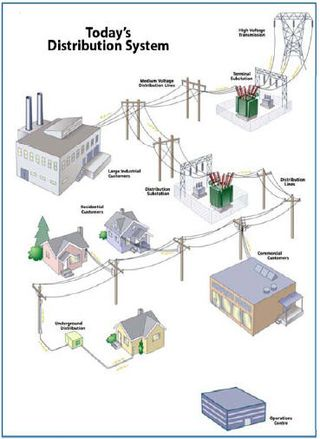 Today's
Distribution System
High Voltage
Transmission
Terminal
Substation
Medium Voltage
Distribution Lines
Large Industrial
Customers
Distribution
Substation
Distribution
Lines
Residential
Customers
Commercial
Customers
Underground
Distribution
Operations
Centre